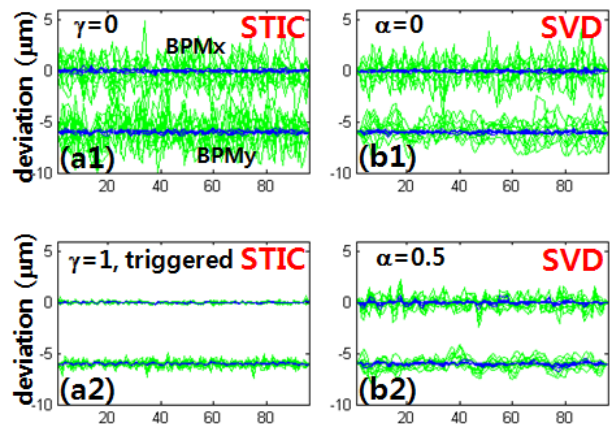 γ=0 STIC
BPMx
BPMy
(a1)
deviation (μm)
5
0
-5
-10
20 40 60 80
α=0 SVD
(b1)
5
0
-5
-10
20 40 60 80
γ=1, triggered STIC
(a2)
deviation (μm)
5
0
-5
-10
20 40 60 80
α=0.5 SVD
(b2)
5
0
-5
-10
20 40 60 80